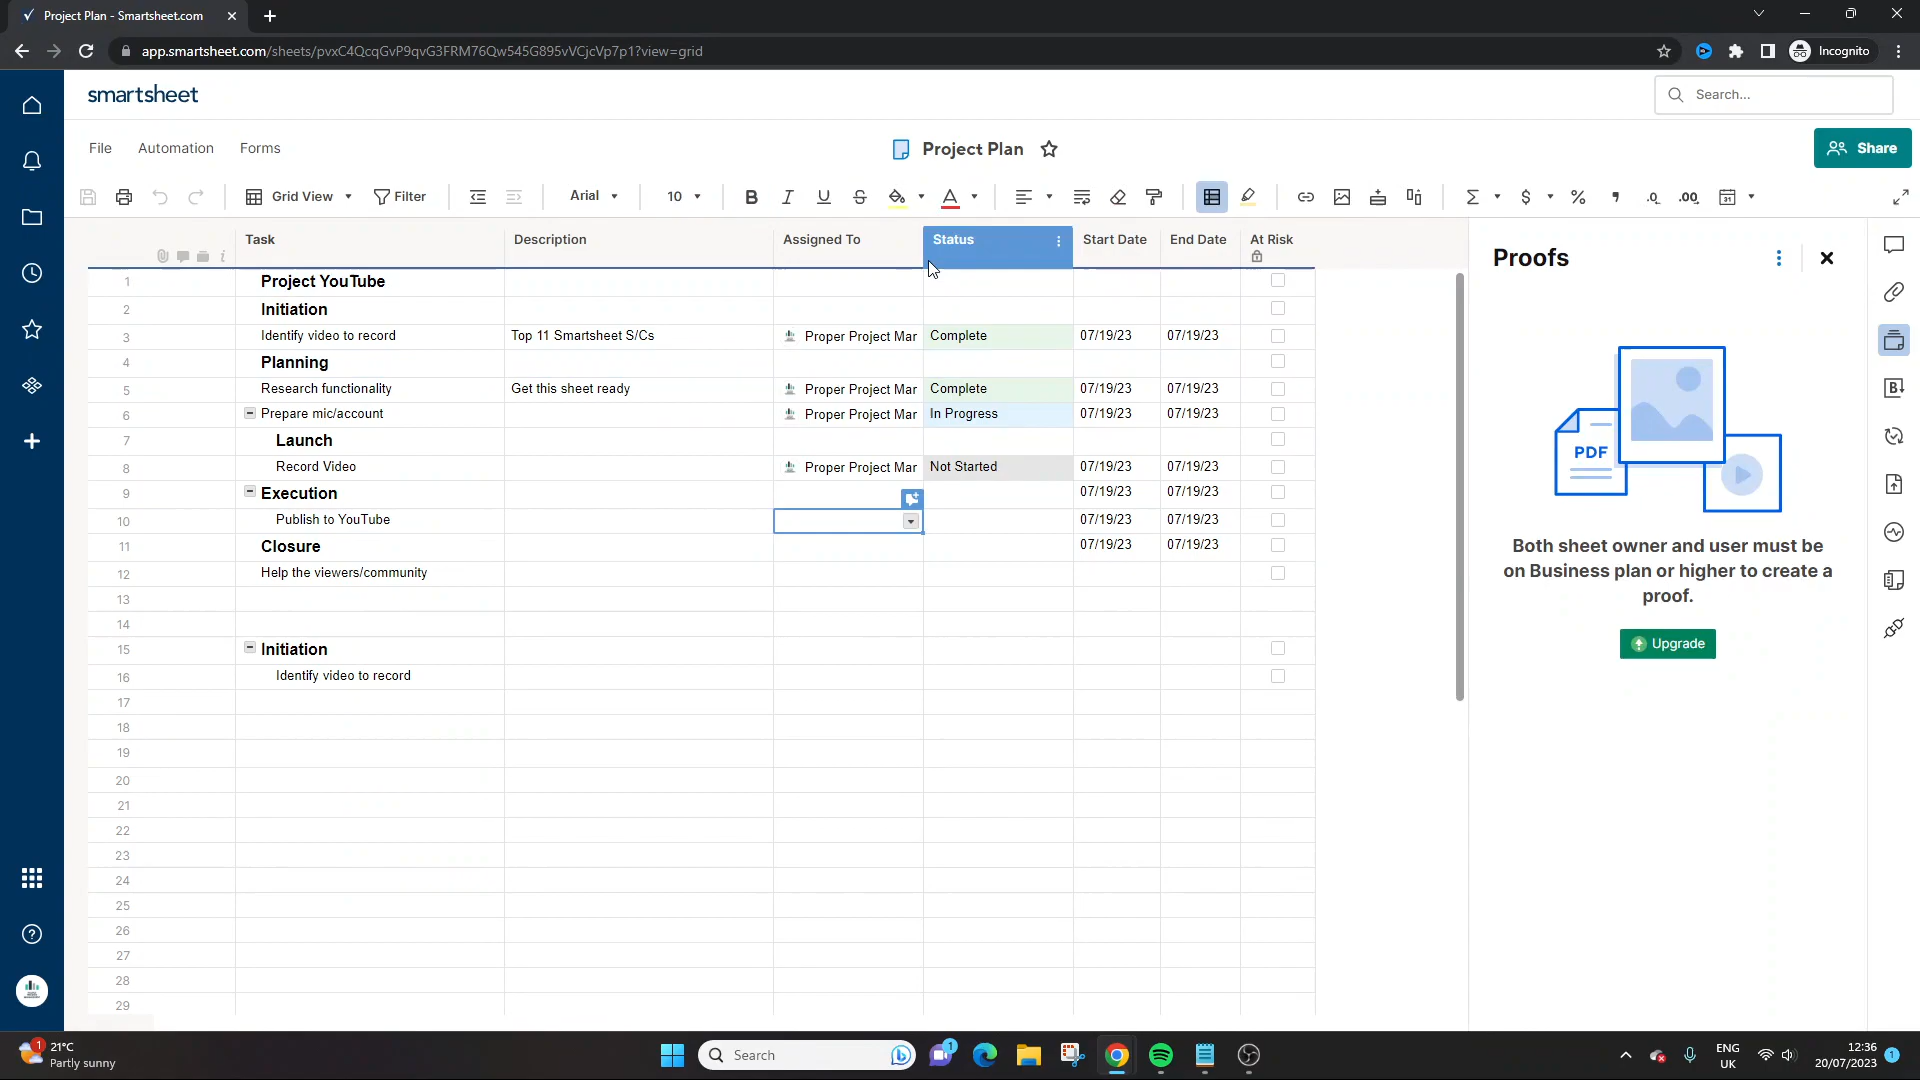 Project Plan - Smartsheet.com
app.smartsheet.com/sheets/pvxC4QcqGvP9qvG3FRM76Qw545G895vVCjcVp7p1?view=grid
Incognito
smartsheet
Search...
File Automation Forms
Project Plan
Share
Grid View Filter Arial 10 B I U S A Σ $ % .0 .00 31
Task Description Assigned To Status Start Date End Date At Risk
1 Project YouTube
2 Initiation
3 Identify video to record Top 11 Smartsheet S/Cs Proper Project Mar Complete 07/19/23 07/19/23
4 Planning
5 Research functionality Get this sheet ready Proper Project Mar Complete 07/19/23 07/19/23
6 Prepare mic/account Proper Project Mar In Progress 07/19/23 07/19/23
7 Launch
8 Record Video Proper Project Mar Not Started 07/19/23 07/19/23
9 Execution 07/19/23 07/19/23
10 Publish to YouTube 07/19/23 07/19/23
11 Closure 07/19/23 07/19/23
12 Help the viewers/community
13
14
15 Initiation
16 Identify video to record
17
18
19
20
21
22
23
24
25
26
27
28
29
Proofs
PDF
Both sheet owner and user must be
on Business plan or higher to create a
proof.
Upgrade
1
21°C
Partly sunny
Search
1
ENG
UK
12:36
20/07/2023
1